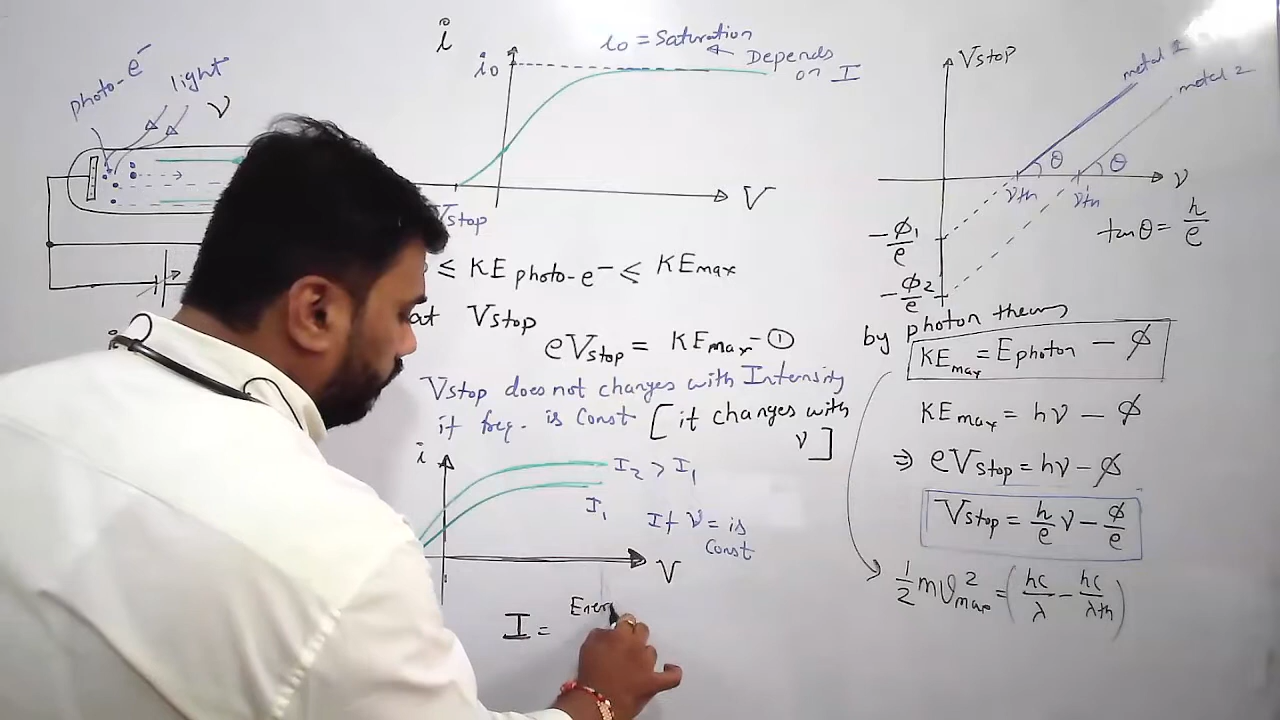 photo-e⁻
light
ν
i
i₀
i₀ = Saturation
Depends
on I
V
Vstop
≤ KE photo-e⁻ ≤ KEmax
at Vstop
eVstop = KEmax - ①
Vstop does not changes with Intensity
if freq. is Const [it changes with
ν]
i
I₂ > I₁
I₁
If ν = is
Const
V
I = Ener
Vstop
metal 1
metal 2
θ
θ
ν
νth
ν'th
-ϕ₁/e
-ϕ₂/e
tanθ = h/e
by photon theory
KEmax = Ephoton - ϕ
KEmax = hν - ϕ
⇒ eVstop = hν - ϕ
Vstop = h/e ν - ϕ/e
1/2 mv²max = (hc/λ - hc/λth)